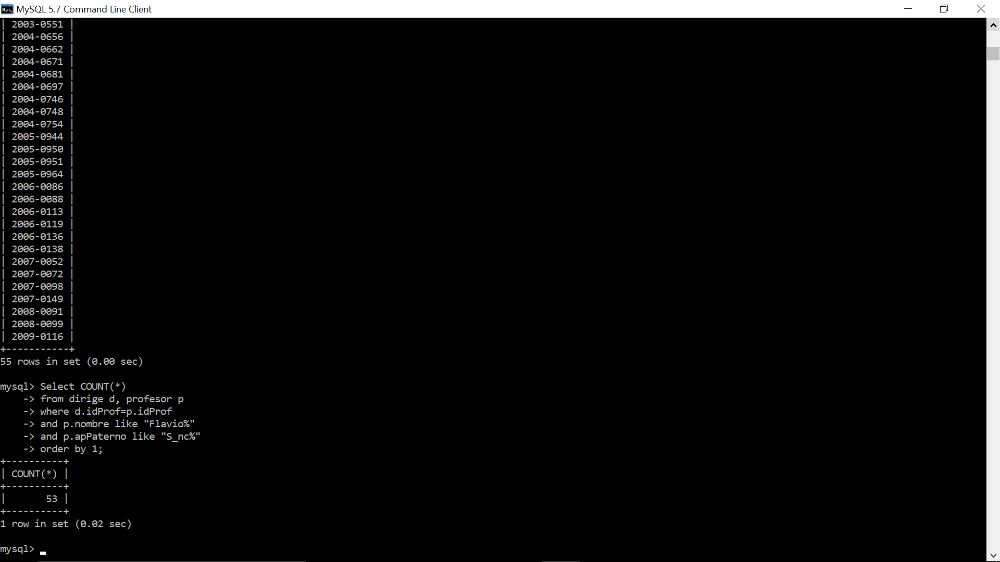 MySQL 5.7 Command Line Client
| 2003-0551 |
| 2004-0656 |
| 2004-0662 |
| 2004-0671 |
| 2004-0681 |
| 2004-0697 |
| 2004-0746 |
| 2004-0748 |
| 2004-0754 |
| 2005-0944 |
| 2005-0950 |
| 2005-0951 |
| 2005-0964 |
| 2006-0086 |
| 2006-0088 |
| 2006-0113 |
| 2006-0119 |
| 2006-0136 |
| 2006-0138 |
| 2007-0052 |
| 2007-0072 |
| 2007-0098 |
| 2007-0149 |
| 2008-0091 |
| 2008-0099 |
| 2009-0116 |
+-----------+
55 rows in set (0.00 sec)
mysql> Select COUNT(*)
    -> from dirige d, profesor p
    -> where d.idProf=p.idProf
    -> and p.nombre like "Flavio%"
    -> and p.apPaterno like "S_nc%"
    -> order by 1;
+----------+
| COUNT(*) |
+----------+
|       53 |
+----------+
1 row in set (0.02 sec)
mysql> _